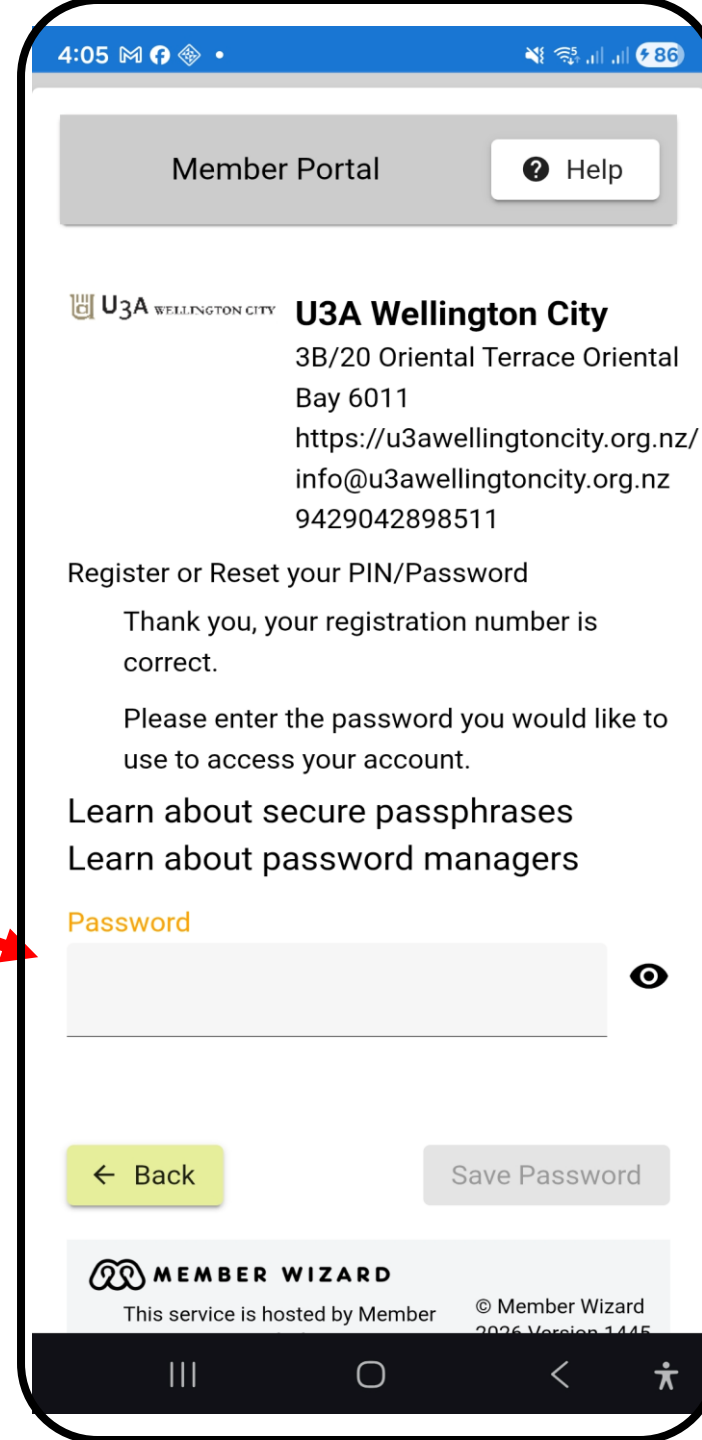 4:05 86
Member Portal Help
U3A WELLINGTON CITY
U3A Wellington City
3B/20 Oriental Terrace Oriental
Bay 6011
https://u3awellingtoncity.org.nz/
info@u3awellingtoncity.org.nz
9429042898511
Register or Reset your PIN/Password
Thank you, your registration number is
correct.
Please enter the password you would like to
use to access your account.
Learn about secure passphrases
Learn about password managers
Password
Back Save Password
MEMBER WIZARD
This service is hosted by Member
© Member Wizard
2026 Version 1445